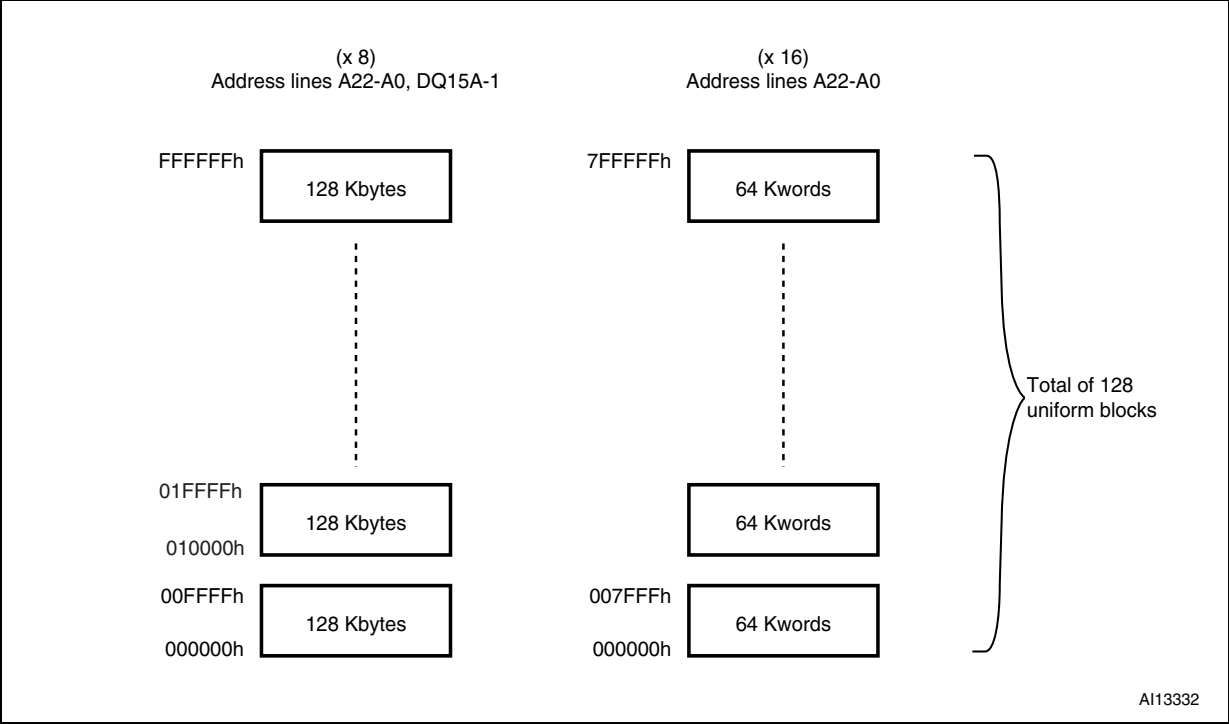 (x 8)
Address lines A22-A0, DQ15A-1
(x 16)
Address lines A22-A0
FFFFFFh
128 Kbytes
7FFFFFh
64 Kwords
Total of 128
uniform blocks
01FFFFh
128 Kbytes
010000h
64 Kwords
00FFFFh
128 Kbytes
000000h
007FFFh
64 Kwords
000000h
AI13332